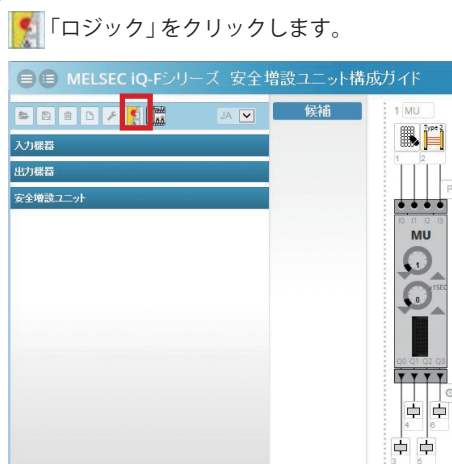 「ロジック」をクリックします。
MELSEC iQ-Fシリーズ 安全増設ユニット構成ガイド
JA
候補
1 MU
入力機器
出力機器
安全増設ユニット
Type 2
1 2
P
I0 I1 I2 I3
MU
1
x1SEC
0
Q0 Q1 Q2 Q3
4 6
3 5